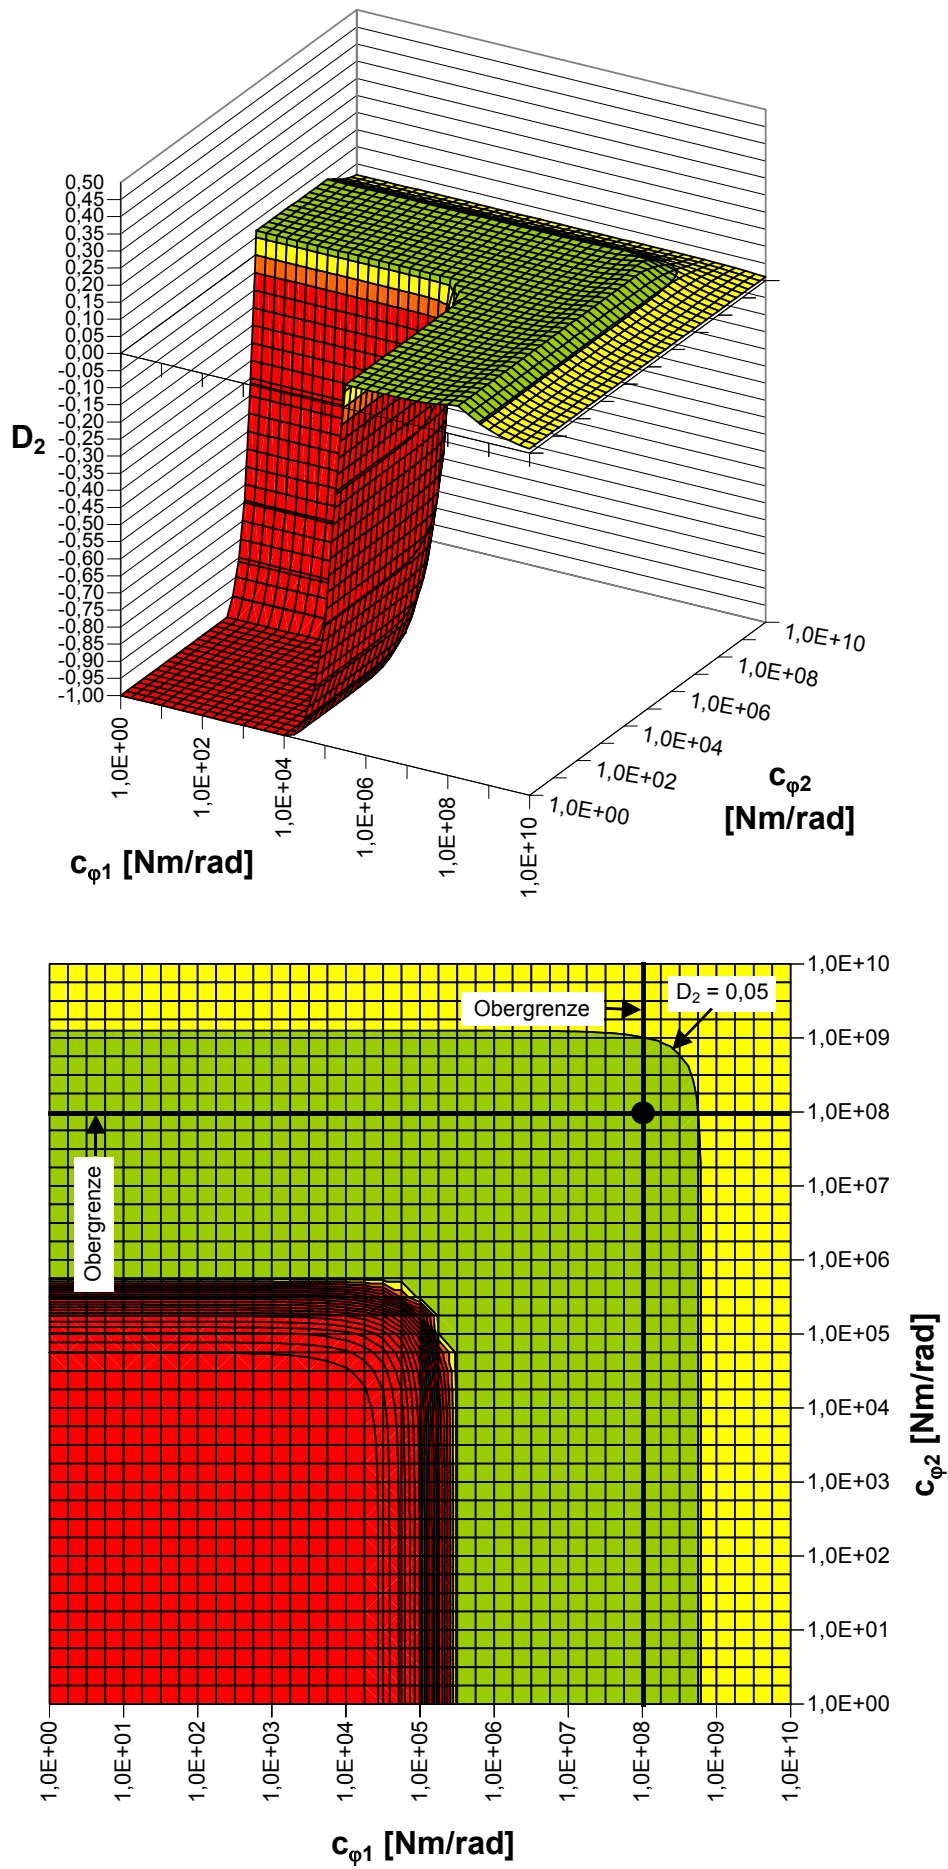 0,50
0,45
0,40
0,35
0,30
0,25
0,20
0,15
0,10
0,05
0,00
-0,05
-0,10
-0,15
-0,20
-0,25
-0,30
-0,35
-0,40
-0,45
-0,50
-0,55
-0,60
-0,65
-0,70
-0,75
-0,80
-0,85
-0,90
-0,95
-1,00
D2
1,0E+00
1,0E+02
1,0E+04
1,0E+06
1,0E+08
1,0E+10
cφ1 [Nm/rad]
1,0E+10
1,0E+08
1,0E+06
1,0E+04
1,0E+02
1,0E+00
cφ2
[Nm/rad]
Obergrenze
D2 = 0,05
Obergrenze
1,0E+10
1,0E+09
1,0E+08
1,0E+07
1,0E+06
1,0E+05
1,0E+04
1,0E+03
1,0E+02
1,0E+01
1,0E+00
cφ2 [Nm/rad]
1,0E+00
1,0E+01
1,0E+02
1,0E+03
1,0E+04
1,0E+05
1,0E+06
1,0E+07
1,0E+08
1,0E+09
1,0E+10
cφ1 [Nm/rad]